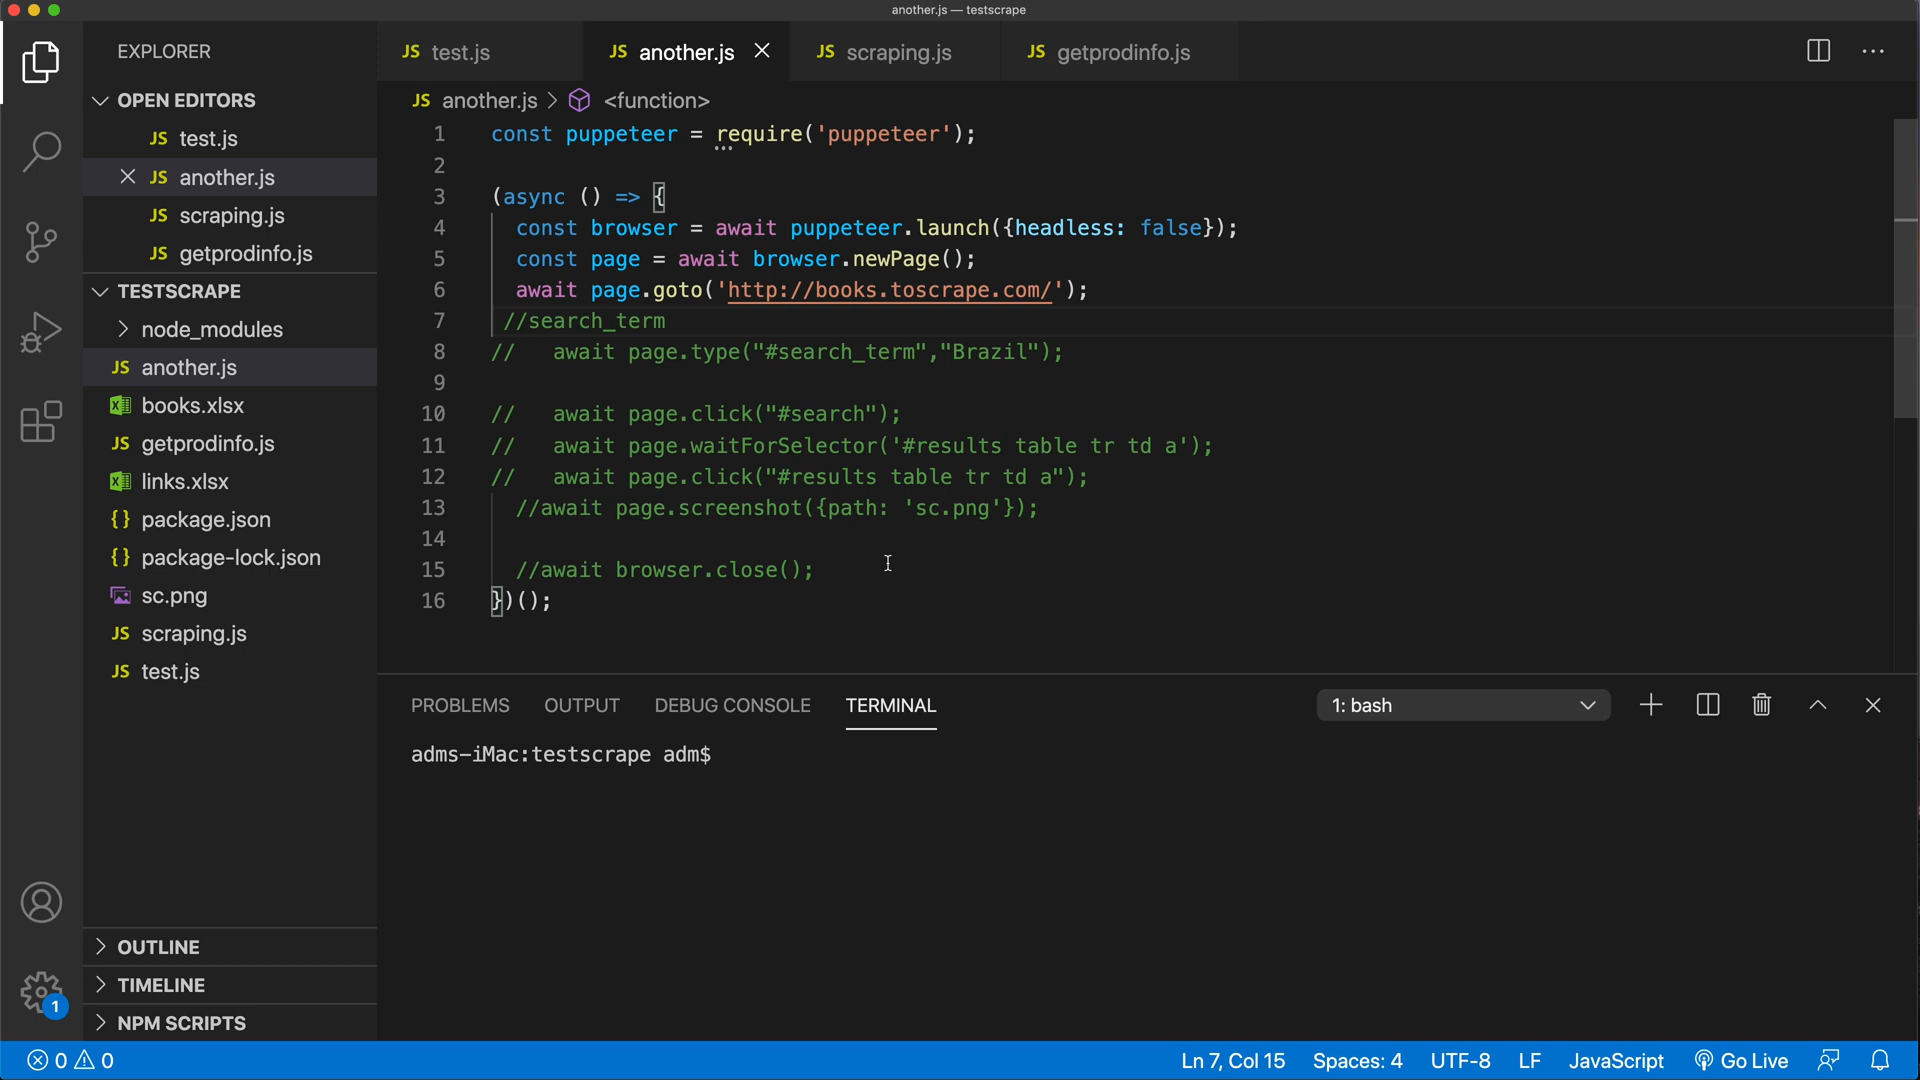 another.js — testscrape
EXPLORER
OPEN EDITORS
JS test.js
JS another.js
JS scraping.js
JS getprodinfo.js
TESTSCRAPE
node_modules
JS another.js
books.xlsx
JS getprodinfo.js
links.xlsx
{} package.json
{} package-lock.json
sc.png
JS scraping.js
JS test.js
OUTLINE
TIMELINE
NPM SCRIPTS
1
JS test.js
JS another.js
JS scraping.js
JS getprodinfo.js
JS another.js > <function>
1 const puppeteer = require('puppeteer');
2
3 (async () => {
4 const browser = await puppeteer.launch({headless: false});
5 const page = await browser.newPage();
6 await page.goto('http://books.toscrape.com/');
7 //search_term
8 // await page.type("#search_term","Brazil");
9
10 // await page.click("#search");
11 // await page.waitForSelector('#results table tr td a');
12 // await page.click("#results table tr td a");
13 //await page.screenshot({path: 'sc.png'});
14
15 //await browser.close();
16 })();
PROBLEMS OUTPUT DEBUG CONSOLE TERMINAL
1: bash
adms-iMac:testscrape adm$
0 0
Ln 7, Col 15 Spaces: 4 UTF-8 LF JavaScript Go Live